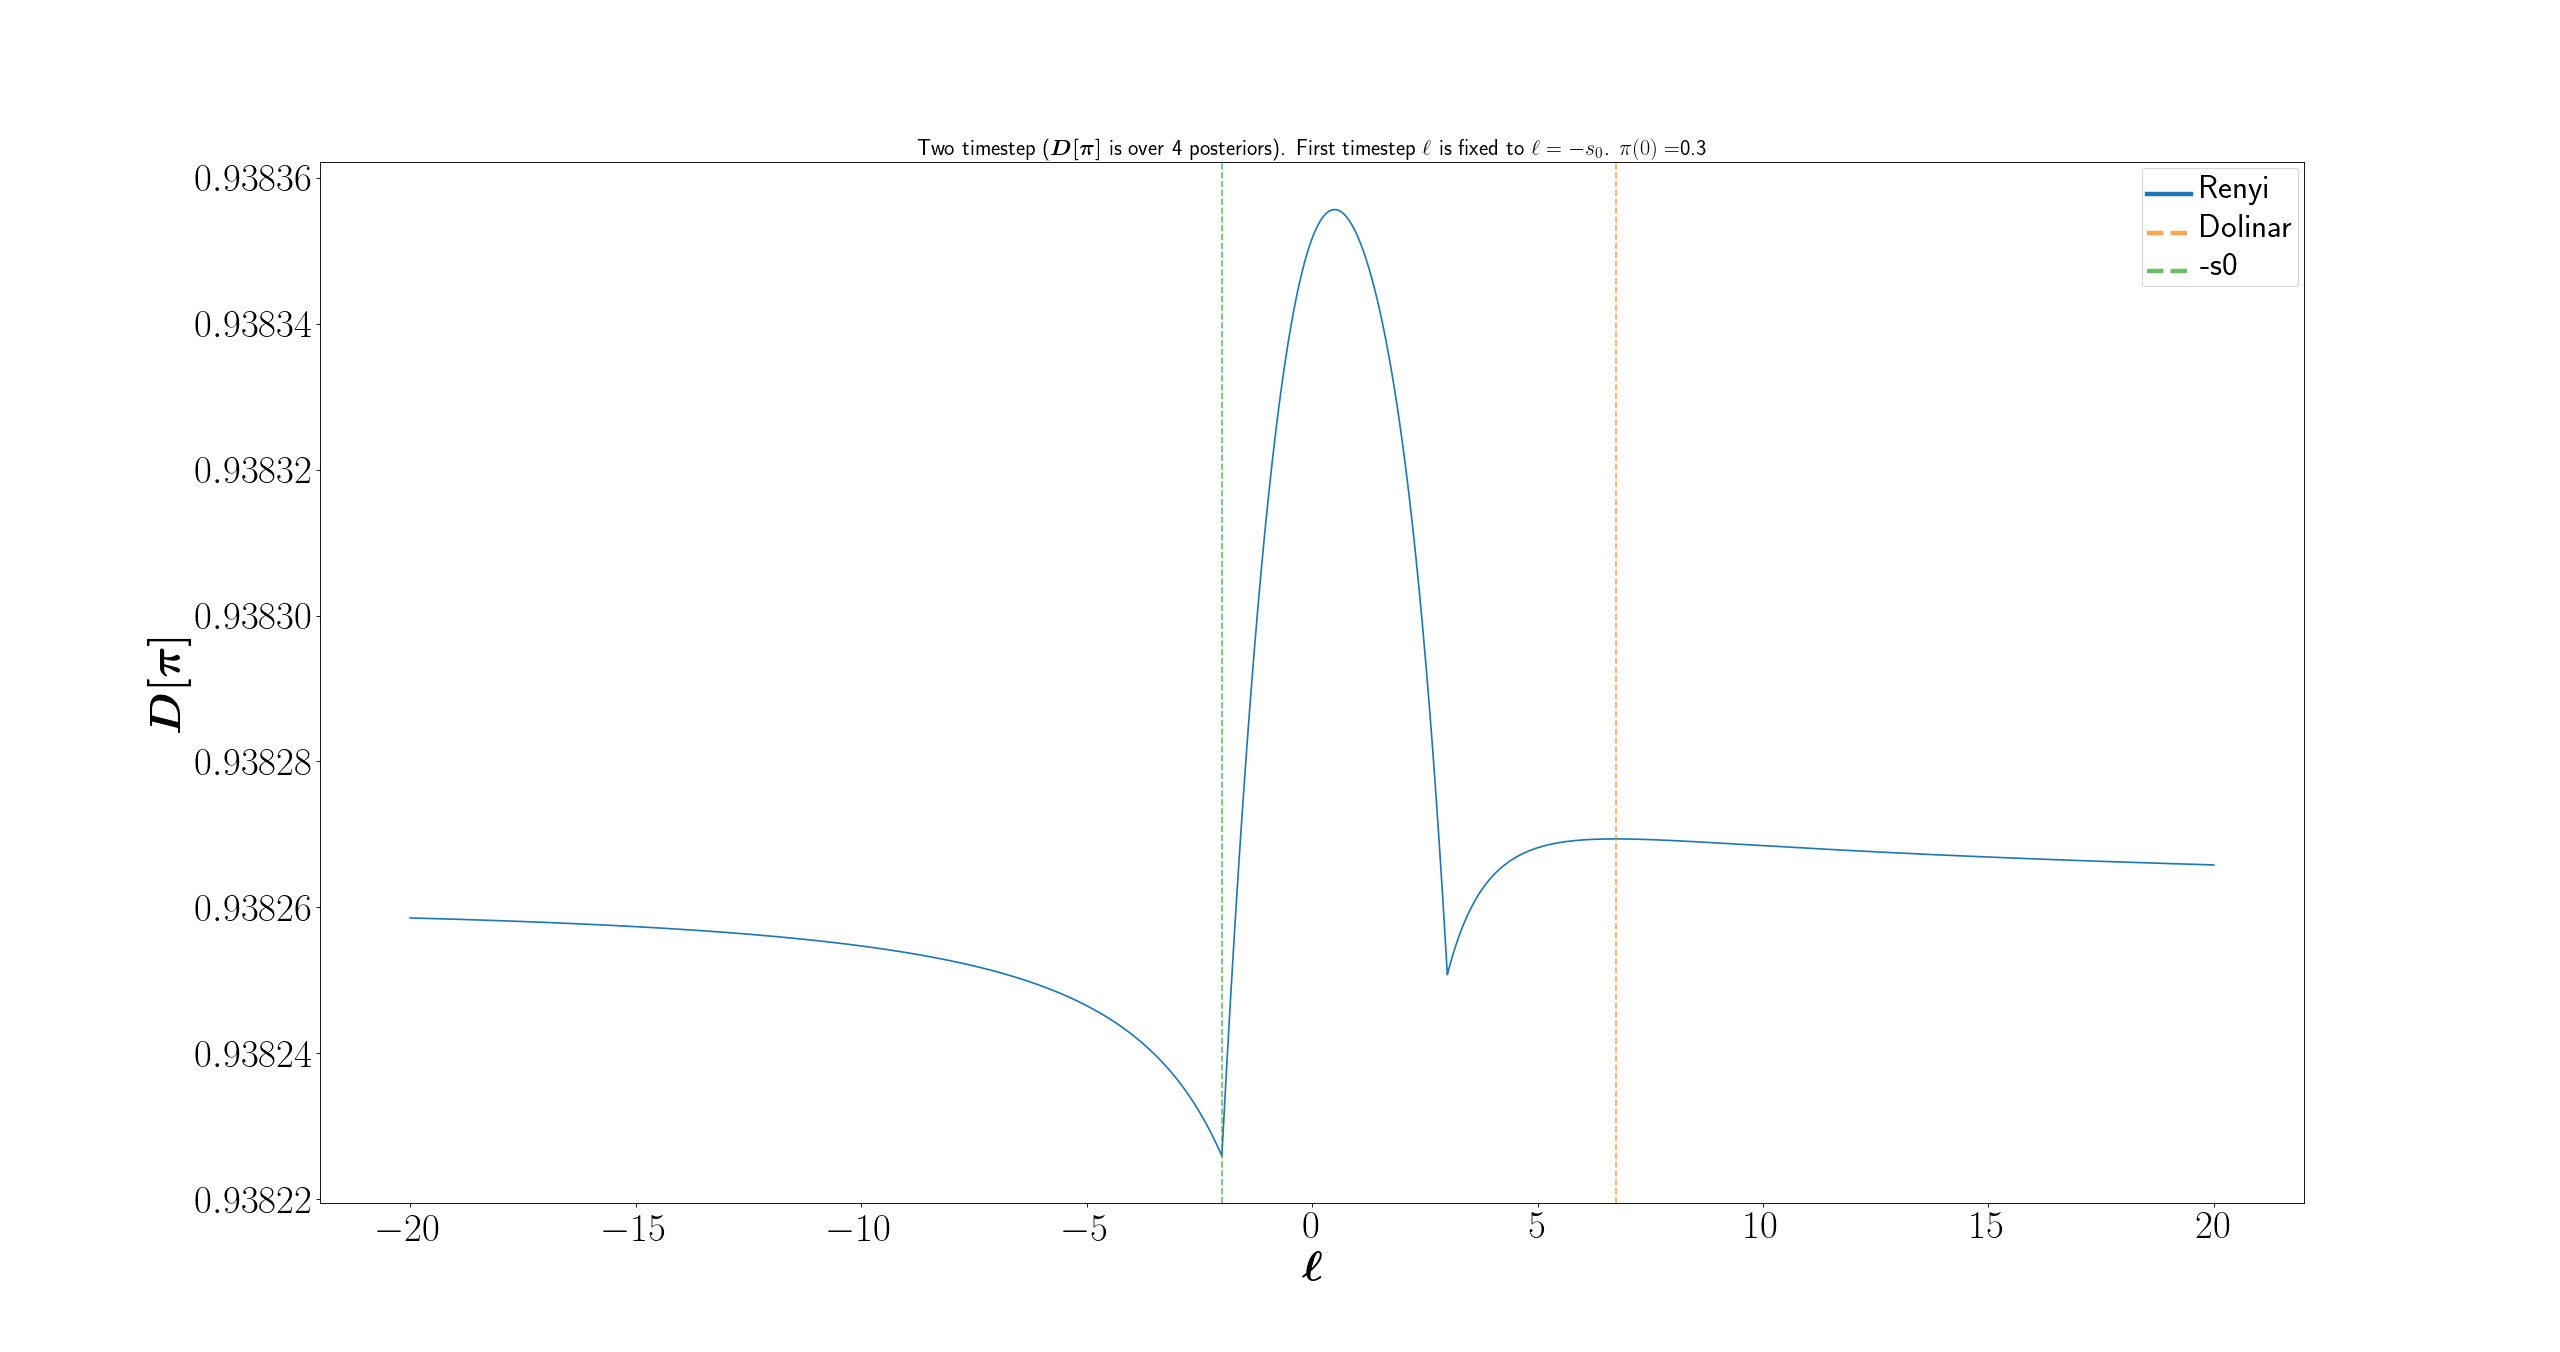 Two timestep (D[π] is over 4 posteriors). First timestep ℓ is fixed to ℓ = −s₀. π(0) =0.3
0.93836
0.93834
0.93832
0.93830
0.93828
0.93826
0.93824
0.93822
D[π]
Renyi
Dolinar
-s0
−20
−15
−10
−5
0
5
10
15
20
ℓ